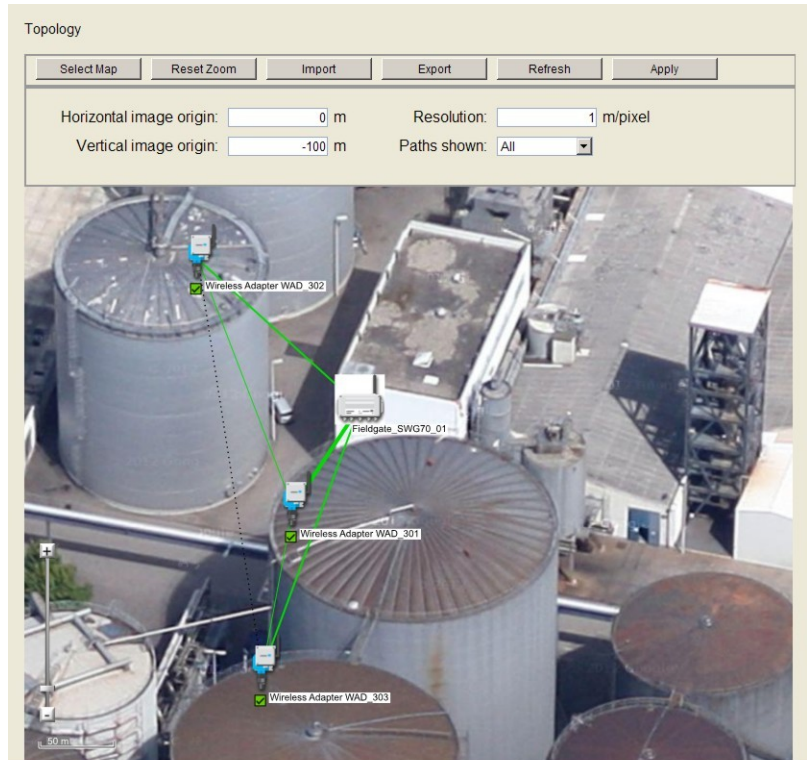 Topology
Select Map Reset Zoom Import Export Refresh Apply
Horizontal image origin: 0 m Resolution: 1 m/pixel
Vertical image origin: -100 m Paths shown: All
Wireless Adapter WAD_302
Fieldgate_SWG70_01
Wireless Adapter WAD_301
+
Wireless Adapter WAD_303
-
50 m